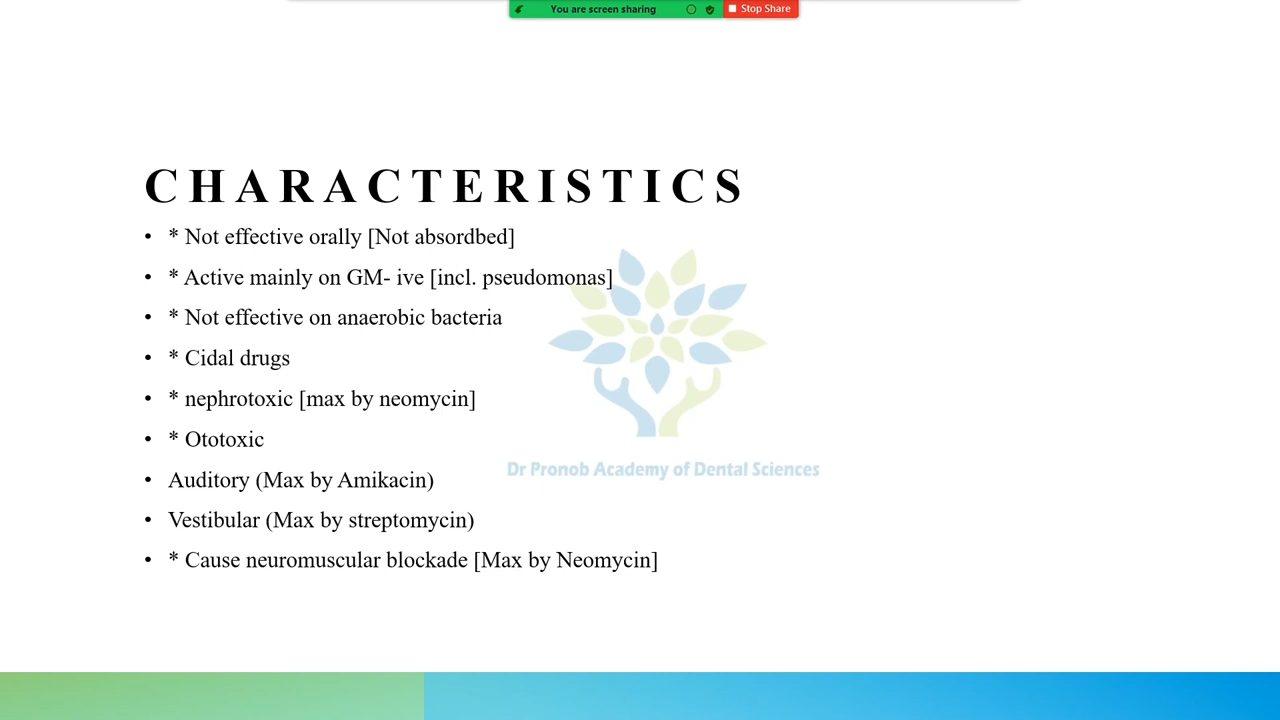 You are screen sharing
Stop Share
CHARACTERISTICS
• * Not effective orally [Not absordbed]
• * Active mainly on GM- ive [incl. pseudomonas]
• * Not effective on anaerobic bacteria
• * Cidal drugs
• * nephrotoxic [max by neomycin]
• * Ototoxic
Dr Pronob Academy of Dental Sciences
• Auditory (Max by Amikacin)
• Vestibular (Max by streptomycin)
• * Cause neuromuscular blockade [Max by Neomycin]